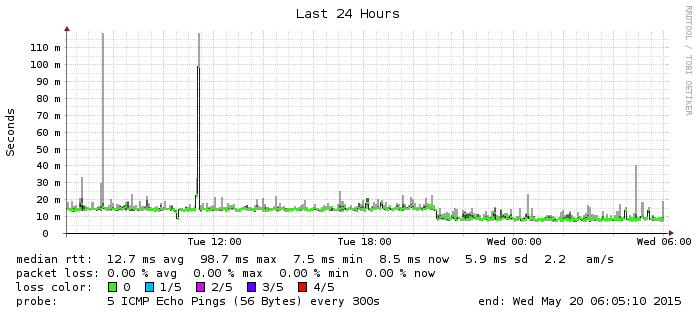 Last 24 Hours
RRDTOOL / TOBI OETIKER
Seconds
110 m
100 m
90 m
80 m
70 m
60 m
50 m
40 m
30 m
20 m
10 m
0
Tue 12:00 Tue 18:00 Wed 00:00 Wed 06:00
median rtt: 12.7 ms avg 98.7 ms max 7.5 ms min 8.5 ms now 5.9 ms sd 2.2 am/s
packet loss: 0.00 % avg 0.00 % max 0.00 % min 0.00 % now
loss color: 0 1/5 2/5 3/5 4/5
probe: 5 ICMP Echo Pings (56 Bytes) every 300s end: Wed May 20 06:05:10 2015